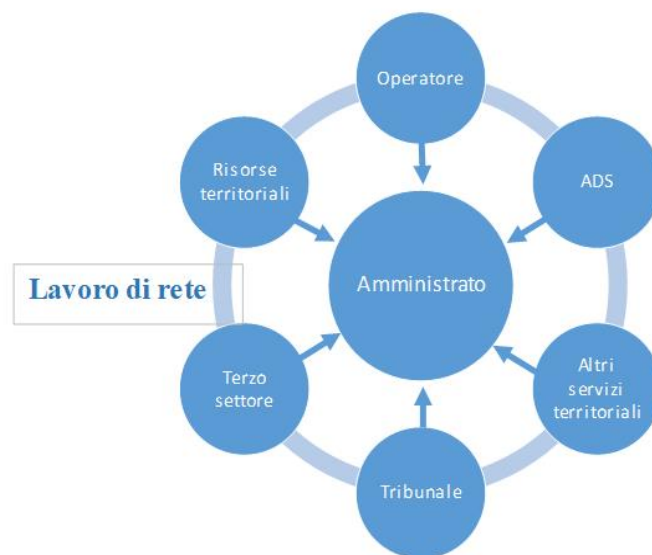 Operatore
Risorse
territoriali
ADS
Lavoro di rete
Amministrato
Terzo
settore
Altri
servizi
territoriali
Tribunale